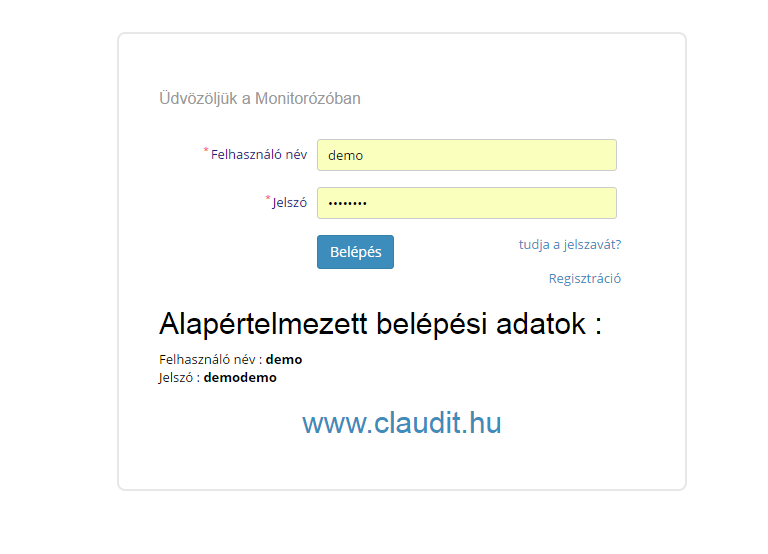 Üdvözöljük a Monitorózóban
*Felhasználó név
demo
*Jelszó
••••••••
Belépés
tudja a jelszavát?
Regisztráció
Alapértelmezett belépési adatok :
Felhasználó név : demo
Jelszó : demodemo
www.claudit.hu